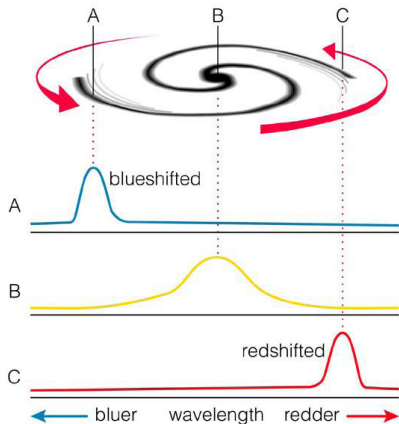 A B C
blueshifted
A
B
redshifted
C
bluer wavelength redder